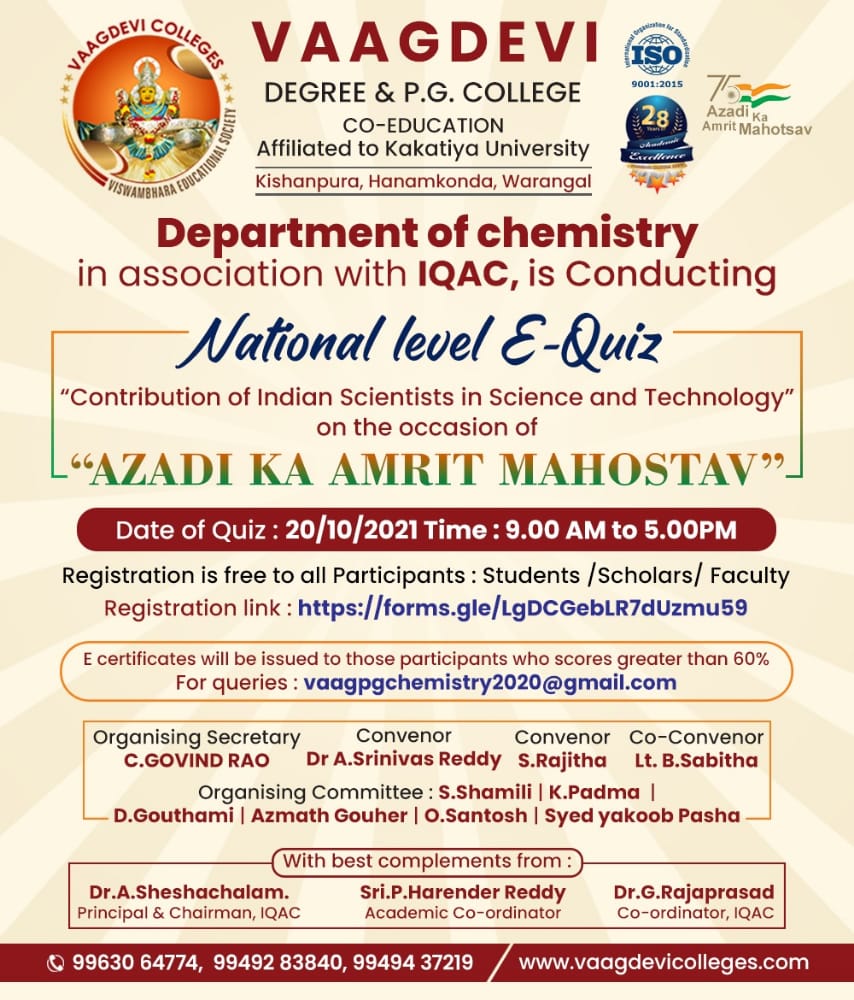 VAAGDEVI COLLEGES
VISWAMBHARA EDUCATIONAL SOCIETY
VAAGDEVI
DEGREE & P.G. COLLEGE
CO-EDUCATION
Affiliated to Kakatiya University
Kishanpura, Hanamkonda, Warangal
International Organization for Standardization
ISO
9001:2015
28
Years of
Academic
Excellence
75
Azadi Ka
Amrit Mahotsav
Department of chemistry
in association with IQAC, is Conducting
National level E-Quiz
“Contribution of Indian Scientists in Science and Technology”
on the occasion of
“AZADI KA AMRIT MAHOSTAV”
Date of Quiz : 20/10/2021 Time : 9.00 AM to 5.00PM
Registration is free to all Participants : Students /Scholars/ Faculty
Registration link : https://forms.gle/LgDCGebLR7dUzmu59
E certificates will be issued to those participants who scores greater than 60%
For queries : vaagpgchemistry2020@gmail.com
Organising Secretary Convenor Convenor Co-Convenor
C.GOVIND RAO Dr A.Srinivas Reddy S.Rajitha Lt. B.Sabitha
Organising Committee : S.Shamili | K.Padma |
D.Gouthami | Azmath Gouher | O.Santosh | Syed yakoob Pasha
With best complements from :
Dr.A.Sheshachalam. Sri.P.Harender Reddy Dr.G.Rajaprasad
Principal & Chairman, IQAC Academic Co-ordinator Co-ordinator, IQAC
99630 64774, 99492 83840, 99494 37219 / www.vaagdevicolleges.com